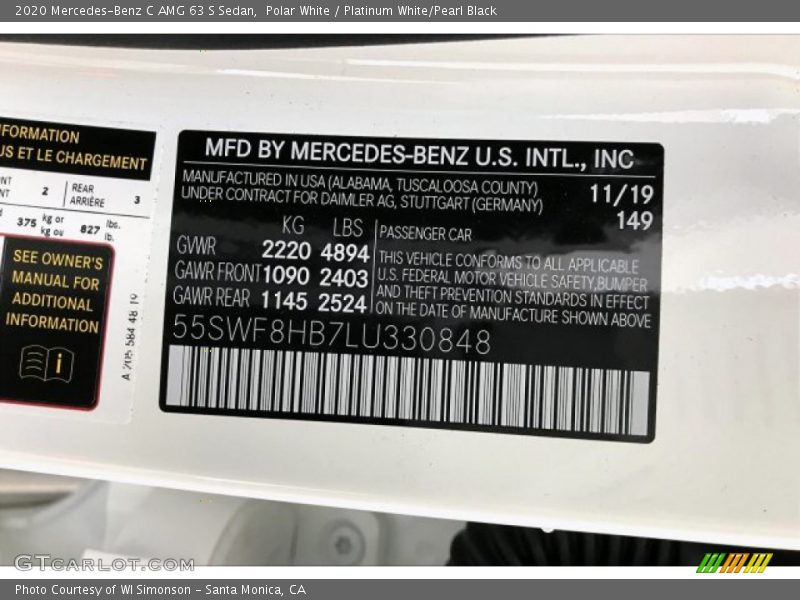 2020 Mercedes-Benz C AMG 63 S Sedan,  Polar White / Platinum White/Pearl Black
FORMATION
US ET LE CHARGEMENT
2
REAR
ARRIÈRE
3
375 kg or
kg ou
827 lbs.
lb.
SEE OWNER'S
MANUAL FOR
ADDITIONAL
INFORMATION
i
A 205 584 48 19
MFD BY MERCEDES-BENZ U.S. INTL., INC
MANUFACTURED IN USA (ALABAMA, TUSCALOOSA COUNTY)
UNDER CONTRACT FOR DAIMLER AG, STUTTGART (GERMANY)
11/19
149
KG LBS
GWR 2220 4894
GAWR FRONT 1090 2403
GAWR REAR 1145 2524
PASSENGER CAR
THIS VEHICLE CONFORMS TO ALL APPLICABLE
U.S. FEDERAL MOTOR VEHICLE SAFETY,BUMPER
AND THEFT PREVENTION STANDARDS IN EFFECT
ON THE DATE OF MANUFACTURE SHOWN ABOVE
55SWF8HB7LU330848
GTcarlot.com
Photo Courtesy of WI Simonson - Santa Monica, CA